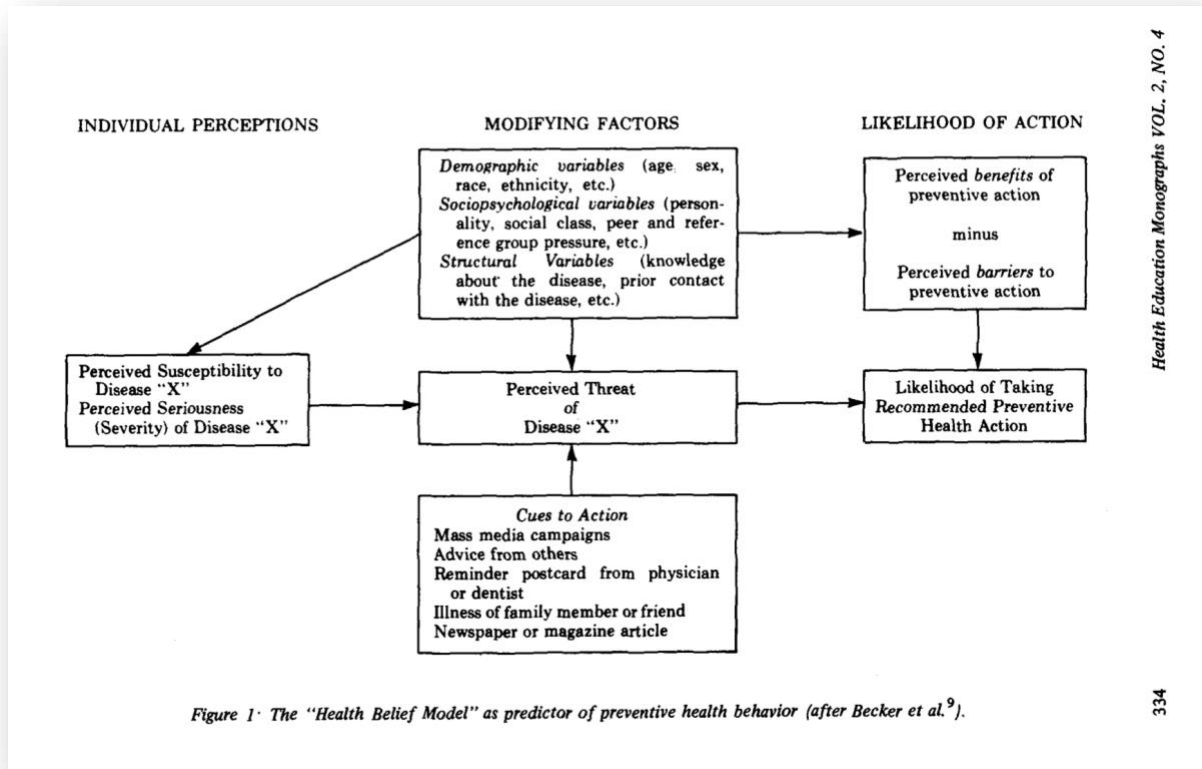 INDIVIDUAL PERCEPTIONS
MODIFYING FACTORS
LIKELIHOOD OF ACTION
Demographic variables (age, sex,
race, ethnicity, etc.)
Sociopsychological variables (person-
ality, social class, peer and refer-
ence group pressure, etc.)
Structural Variables (knowledge
about the disease, prior contact
with the disease, etc.)
Perceived benefits of
preventive action
minus
Perceived barriers to
preventive action
Perceived Susceptibility to
Disease “X”
Perceived Seriousness
(Severity) of Disease “X”
Perceived Threat
of
Disease “X”
Likelihood of Taking
Recommended Preventive
Health Action
Cues to Action
Mass media campaigns
Advice from others
Reminder postcard from physician
or dentist
Illness of family member or friend
Newspaper or magazine article
Figure 1· The “Health Belief Model” as predictor of preventive health behavior (after Becker et al.⁹).
Health Education Monographs VOL. 2, NO. 4
334